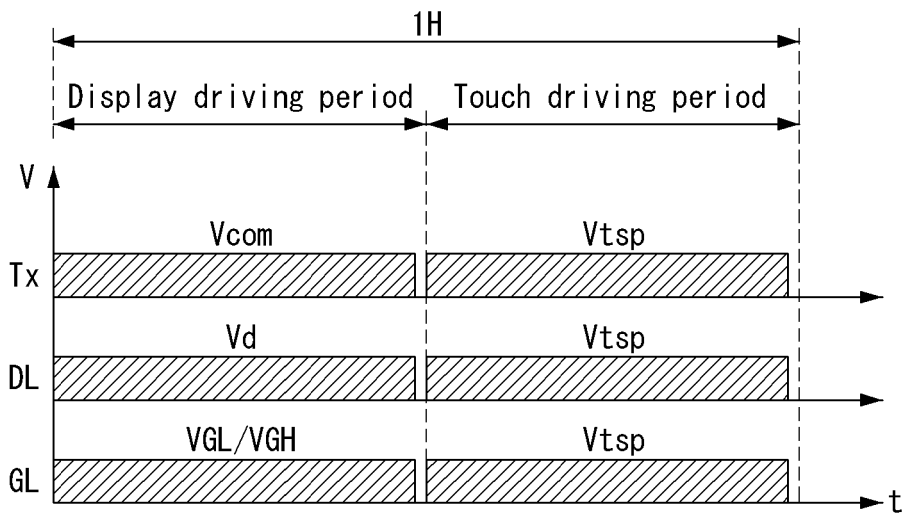 1H
Display driving period Touch driving period
V
Vcom Vtsp
Tx
Vd Vtsp
DL
VGL/VGH Vtsp
GL
t